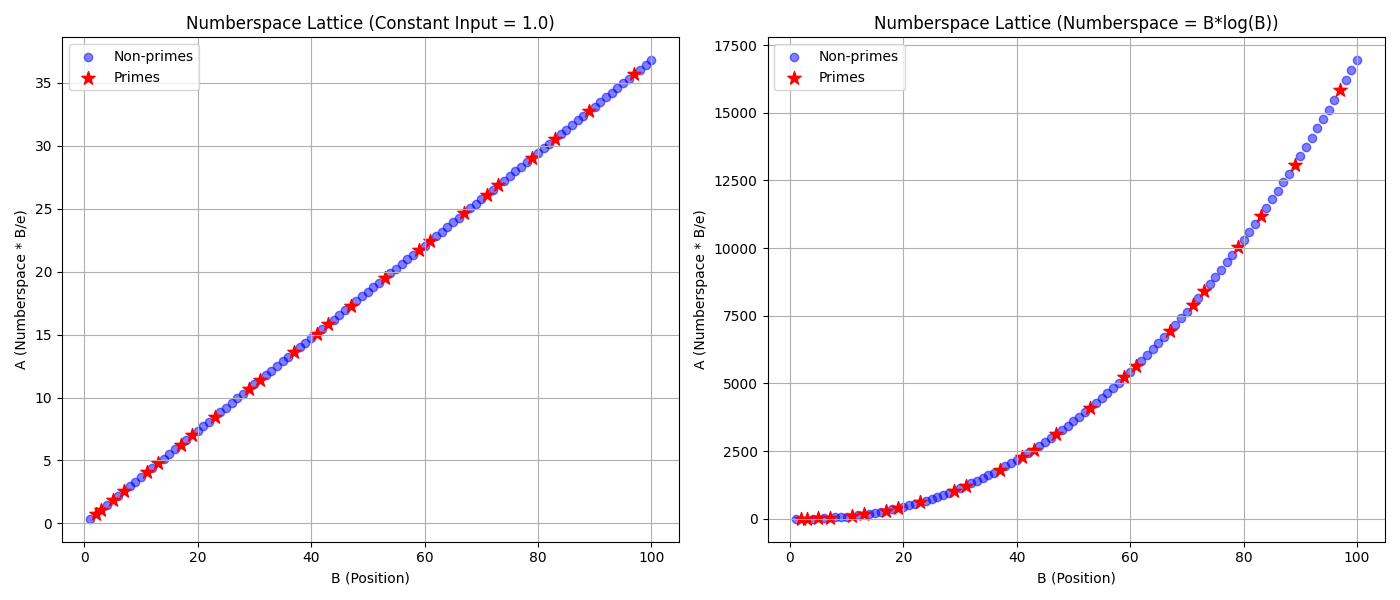 Numberspace Lattice (Constant Input = 1.0)
Non-primes
Primes
35
30
25
20
15
10
5
0
A (Numberspace * B/e)
0 20 40 60 80 100
B (Position)
Numberspace Lattice (Numberspace = B*log(B))
Non-primes
Primes
17500
15000
12500
10000
7500
5000
2500
0
A (Numberspace * B/e)
0 20 40 60 80 100
B (Position)